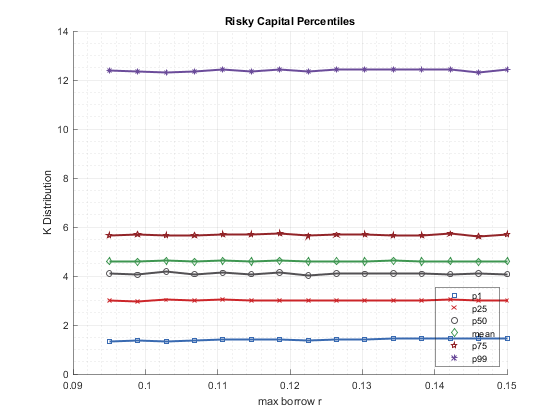 Risky Capital Percentiles
14
12
10
8
6
4
2
0
K Distribution
p1
p25
p50
mean
p75
p99
0.09 0.1 0.11 0.12 0.13 0.14 0.15
max borrow r